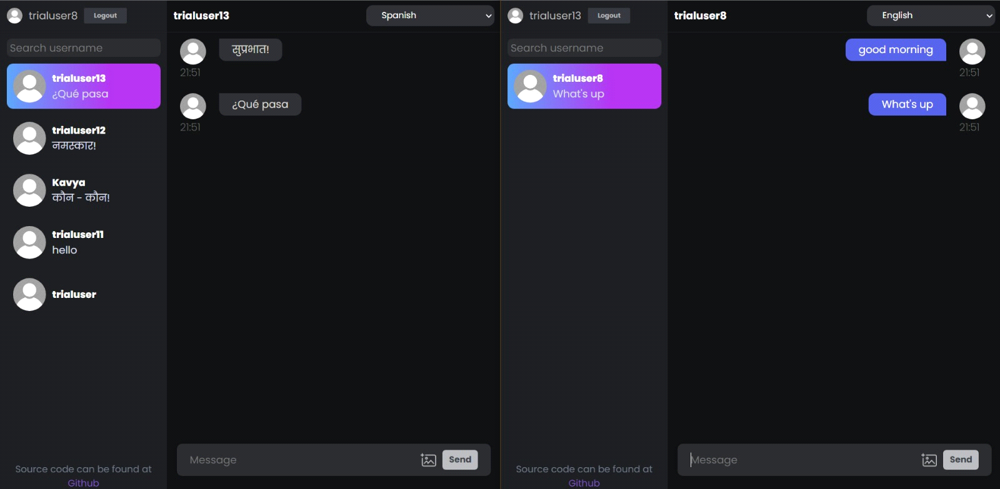 trialuser8
Logout
Search username
trialuser13
¿Qué pasa
trialuser12
नमस्कार!
Kavya
कौन - कौन!
trialuser11
hello
trialuser
Source code can be found at
Github
trialuser13
Spanish
सुप्रभात!
21:51
¿Qué pasa
21:51
Message
Send
trialuser13
Logout
Search username
trialuser8
What's up
Source code can be found at
Github
trialuser8
English
good morning
21:51
What's up
21:51
Message
Send